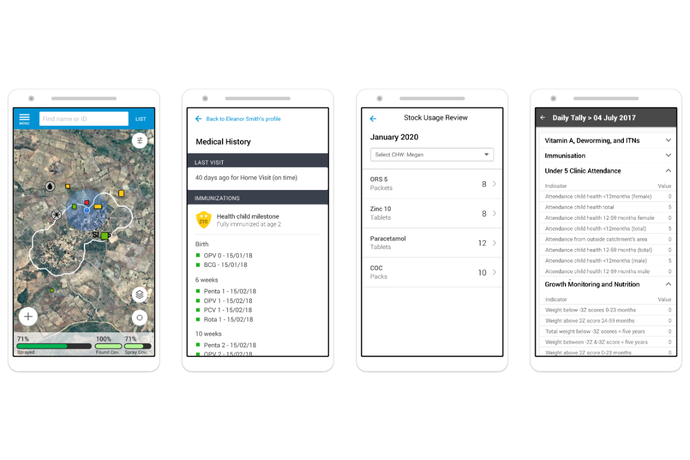 MENU
Find name or ID
LIST
71%
Sprayed
100%
Found Cov.
71%
Spray Cov.
Back to Eleanor Smith's profile
Medical History
LAST VISIT
40 days ago for Home Visit (on time)
IMMUNIZATIONS
Health child milestone
Fully immunized at age 2
Birth
OPV 0 - 15/01/18
BCG - 15/01/18
6 weeks
Penta 1 - 15/02/18
OPV 1 - 15/02/18
PCV 1 - 15/02/18
Rota 1 - 15/02/18
10 weeks
Penta 2 - 15/02/18
OPV 2 - 15/02/18
Stock Usage Review
January 2020
Select CHW: Megan
ORS 5
Packets
8
Zinc 10
Tablets
8
Paracetamol
Tablets
12
COC
Packs
10
Daily Tally > 04 July 2017
Vitamin A, Deworming, and ITNs
Immunisation
Under 5 Clinic Attendance
Indicator Value
Attendance child health <12months (female) 0
Attendance child health total 5
Attendance child health 12-59 months female 0
Attendance child health <12months (total) 5
Attendance from outside catchment's area 0
Attendance child health 12-59 months (total) 0
Attendance child health <12months (male) 5
Attendance child health 12-59 months male 0
Growth Monitoring and Nutrition
Indicator Value
Weight below -3Z scores 0-23 months 0
Weight above 2Z score 24-59 months 0
Total weight below -3Z scores < five years 0
Weight between -2Z &-3Z score < five years 0
Weight above 2Z score 0-23 months 0